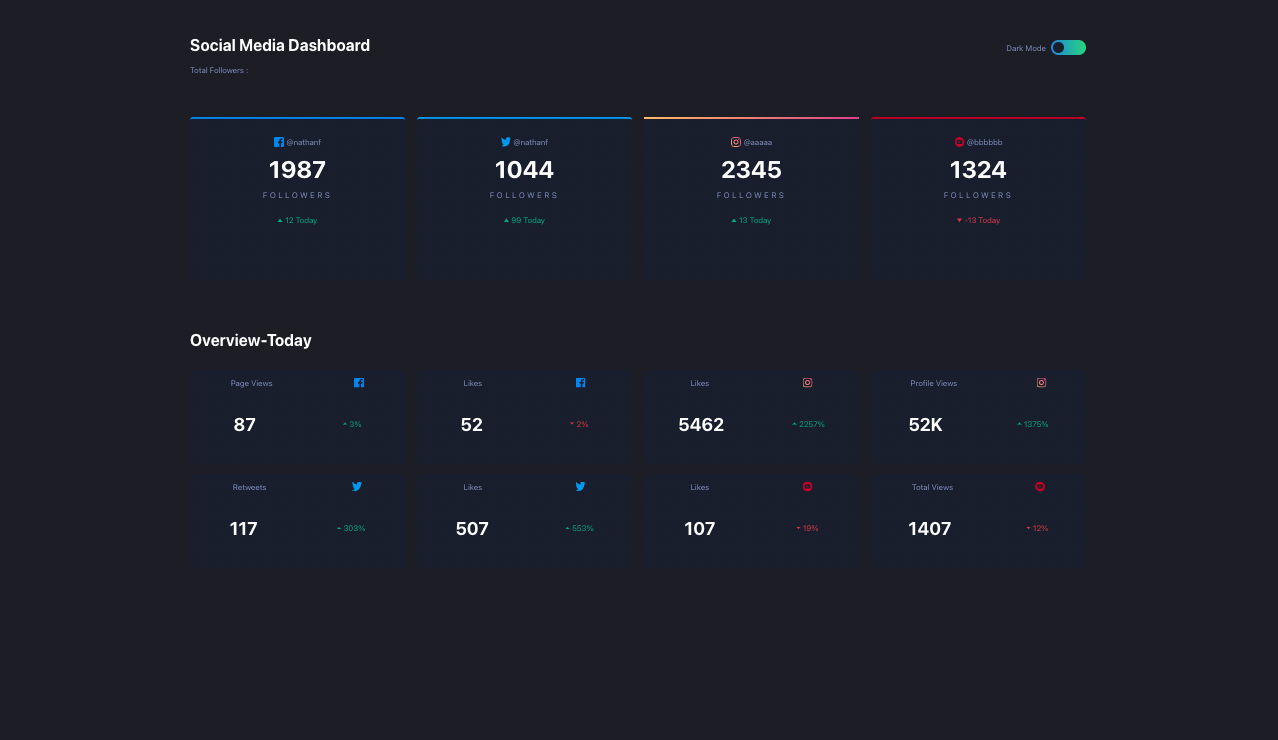 Social Media Dashboard
Dark Mode
Total Followers :
@nathanf
1987
FOLLOWERS
12 Today
@nathanf
1044
FOLLOWERS
99 Today
@aaaaa
2345
FOLLOWERS
13 Today
@bbbbbb
1324
FOLLOWERS
-13 Today
Overview-Today
Page Views
87
3%
Likes
52
2%
Likes
5462
2257%
Profile Views
52K
1375%
Retweets
117
303%
Likes
507
553%
Likes
107
19%
Total Views
1407
12%